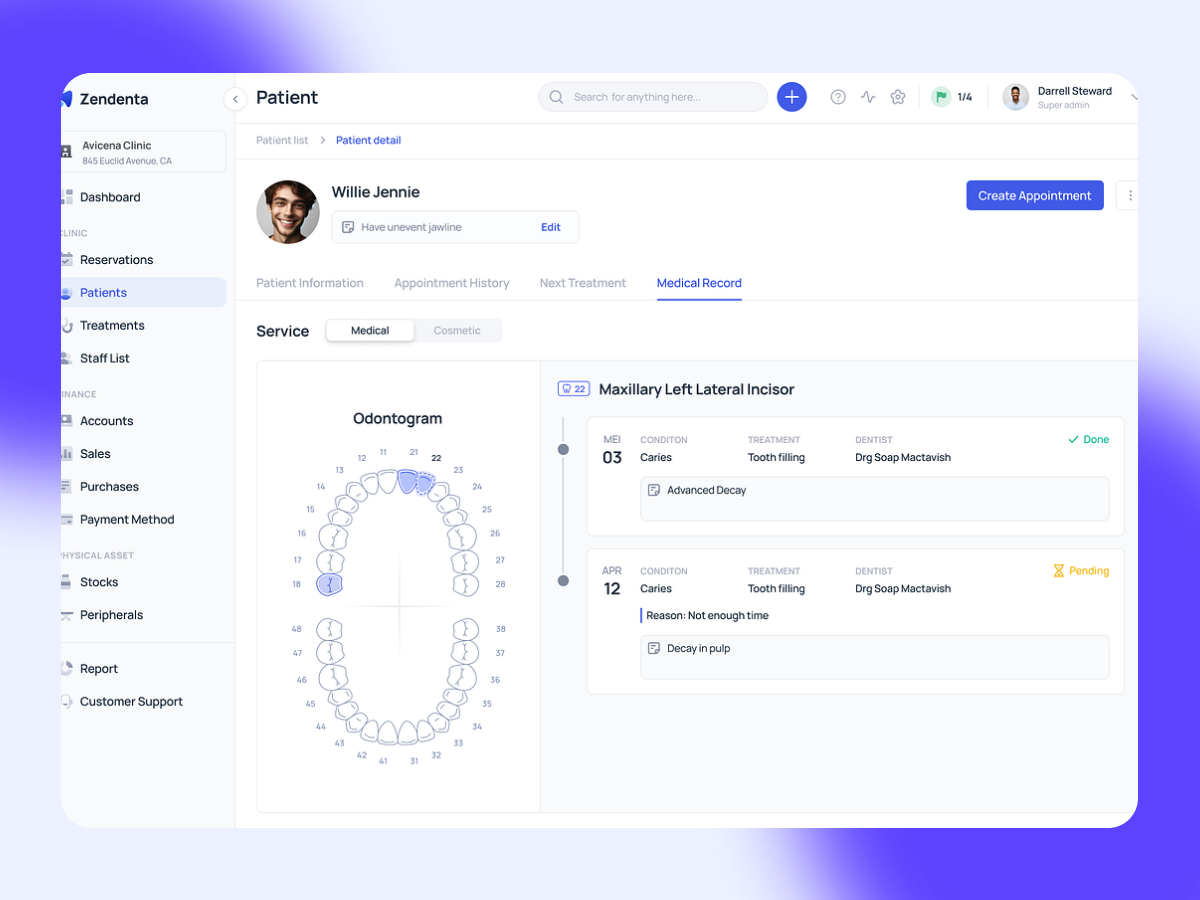 Zendenta
Patient
Search for anything here...
1/4
Darrell Steward
Super admin
Avicena Clinic
845 Euclid Avenue, CA
Dashboard
CLINIC
Reservations
Patients
Treatments
Staff List
FINANCE
Accounts
Sales
Purchases
Payment Method
PHYSICAL ASSET
Stocks
Peripherals
Report
Customer Support
Patient list > Patient detail
Willie Jennie
Have unevent jawline
Edit
Create Appointment
Patient Information
Appointment History
Next Treatment
Medical Record
Service
Medical
Cosmetic
Odontogram
11 21
12 22
13 23
14 24
15 25
16 26
17 27
18 28
48 38
47 37
46 36
45 35
44 34
43 33
42 32
41 31
22 Maxillary Left Lateral Incisor
MEI
03
CONDITON
Caries
TREATMENT
Tooth filling
DENTIST
Drg Soap Mactavish
Done
Advanced Decay
APR
12
CONDITON
Caries
TREATMENT
Tooth filling
DENTIST
Drg Soap Mactavish
Pending
Reason: Not enough time
Decay in pulp